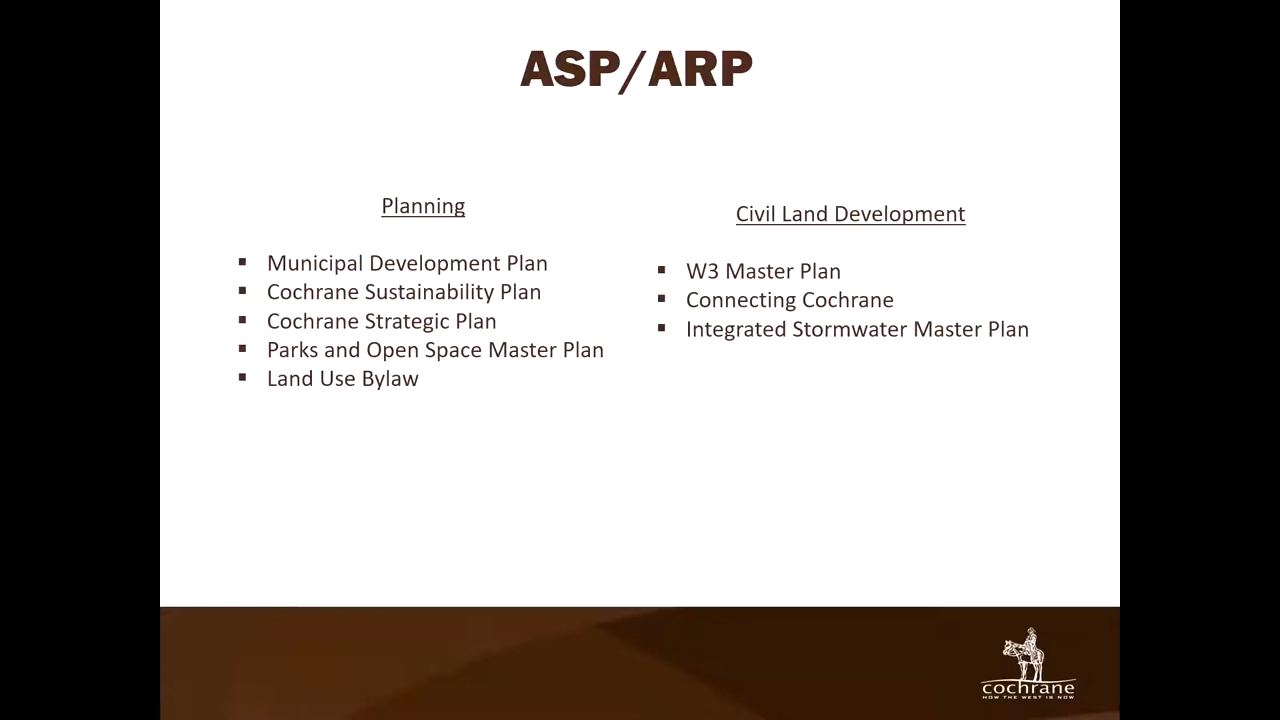 ASP/ARP
Planning
▪ Municipal Development Plan
▪ Cochrane Sustainability Plan
▪ Cochrane Strategic Plan
▪ Parks and Open Space Master Plan
▪ Land Use Bylaw
Civil Land Development
▪ W3 Master Plan
▪ Connecting Cochrane
▪ Integrated Stormwater Master Plan
cochrane
HOW THE WEST IS NOW